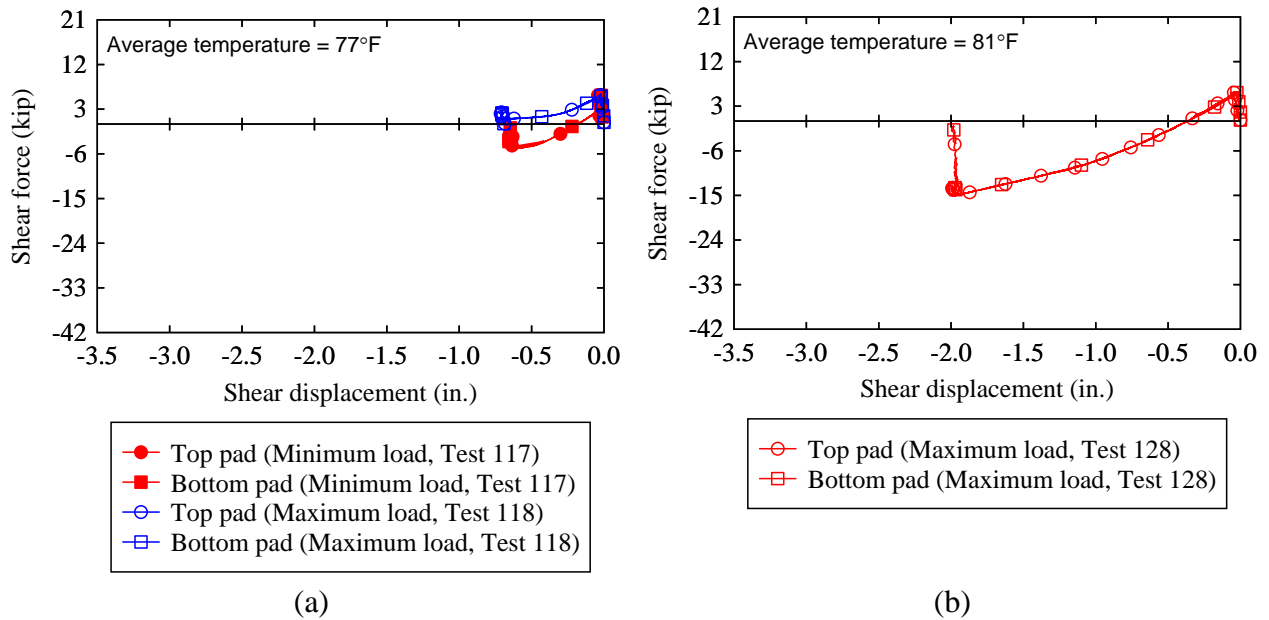 21
12
3
-6
-15
-24
-33
-42
Shear force (kip)
Average temperature = 77°F
-3.5 -3.0 -2.5 -2.0 -1.5 -1.0 -0.5 0.0
Shear displacement (in.)
Top pad (Minimum load, Test 117)
Bottom pad (Minimum load, Test 117)
Top pad (Maximum load, Test 118)
Bottom pad (Maximum load, Test 118)
(a)
21
12
3
-6
-15
-24
-33
-42
Shear force (kip)
Average temperature = 81°F
-3.5 -3.0 -2.5 -2.0 -1.5 -1.0 -0.5 0.0
Shear displacement (in.)
Top pad (Maximum load, Test 128)
Bottom pad (Maximum load, Test 128)
(b)